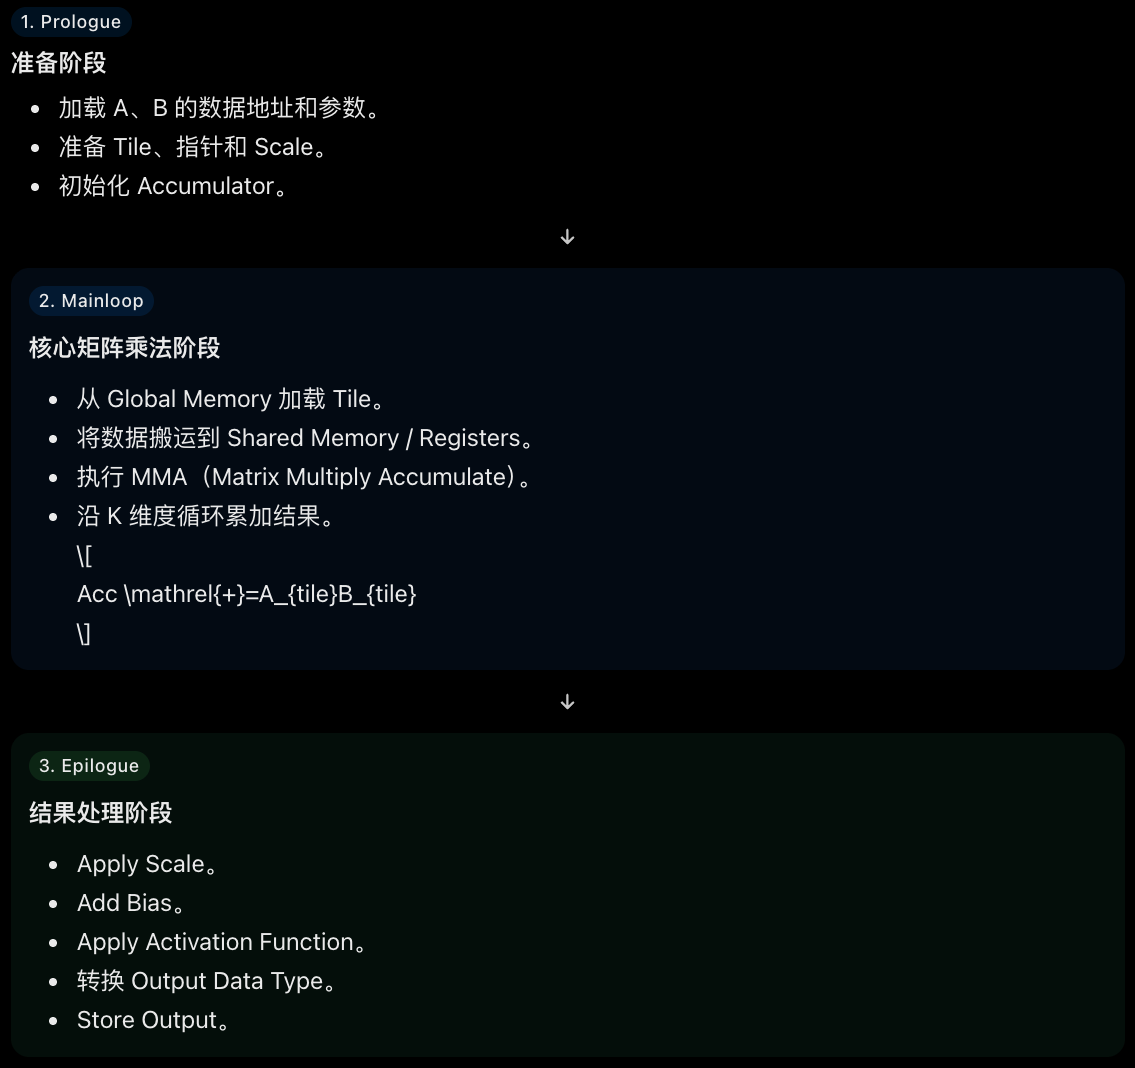 1. Prologue
准备阶段
• 加载 A、B 的数据地址和参数。
• 准备 Tile、指针和 Scale。
• 初始化 Accumulator。
↓
2. Mainloop
核心矩阵乘法阶段
• 从 Global Memory 加载 Tile。
• 将数据搬运到 Shared Memory / Registers。
• 执行 MMA（Matrix Multiply Accumulate）。
• 沿 K 维度循环累加结果。
\[
Acc \mathrel{+}=A_{tile}B_{tile}
\]
↓
3. Epilogue
结果处理阶段
• Apply Scale。
• Add Bias。
• Apply Activation Function。
• 转换 Output Data Type。
• Store Output。